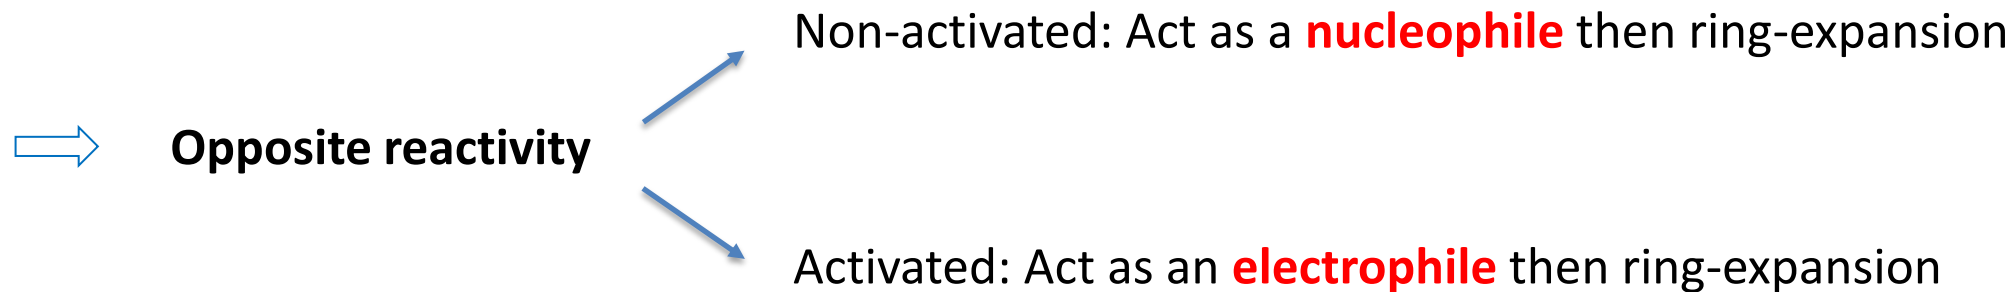 Non-activated: Act as a nucleophile then ring-expansion
Opposite reactivity
Activated: Act as an electrophile then ring-expansion